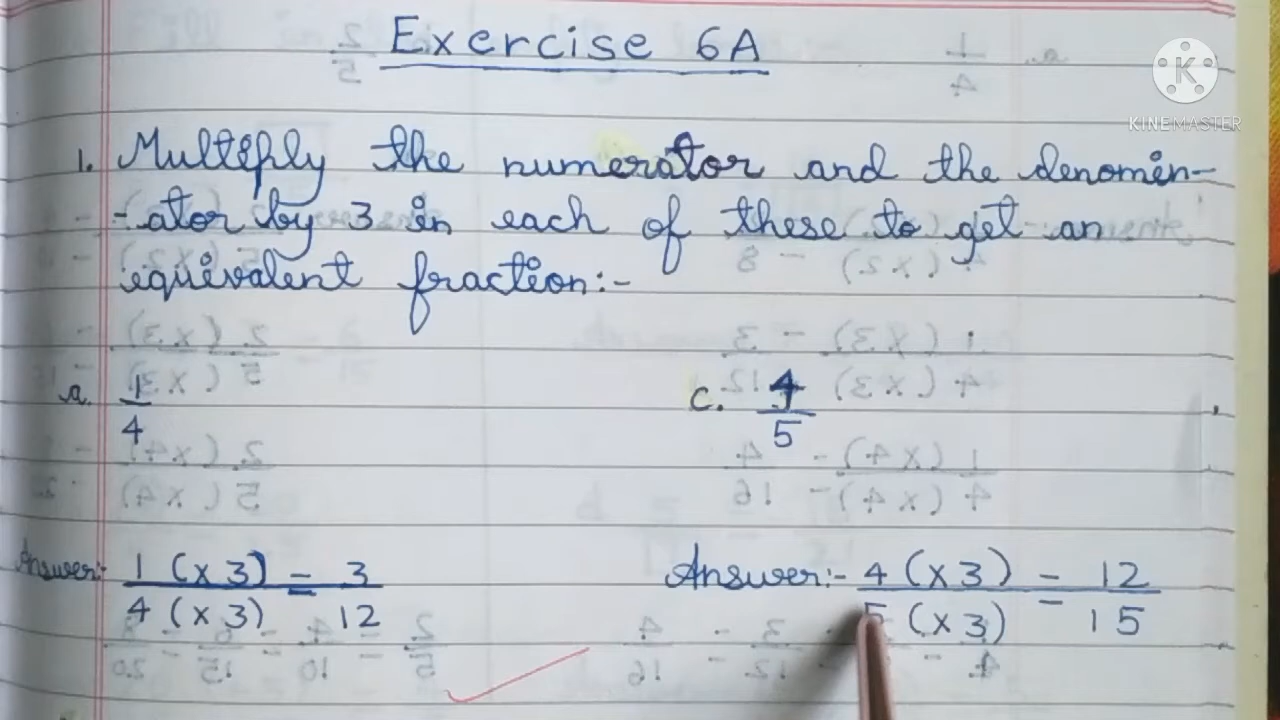 Exercise 6A
KINEMASTER
1. Multiply the numerator and the denomin-
-ator by 3 in each of these to get an
equivalent fraction:-
a. 1/4
c. 4/5
Answer:- 1 (x 3) / 4 (x 3) = 3/12
Answer:- 4 (x 3) / 5 (x 3) = 12/15